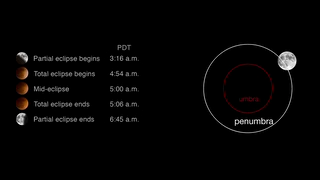 PDT
Partial eclipse begins 3:16 a.m.
Total eclipse begins 4:54 a.m.
Mid-eclipse 5:00 a.m.
Total eclipse ends 5:06 a.m.
Partial eclipse ends 6:45 a.m.
umbra
penumbra